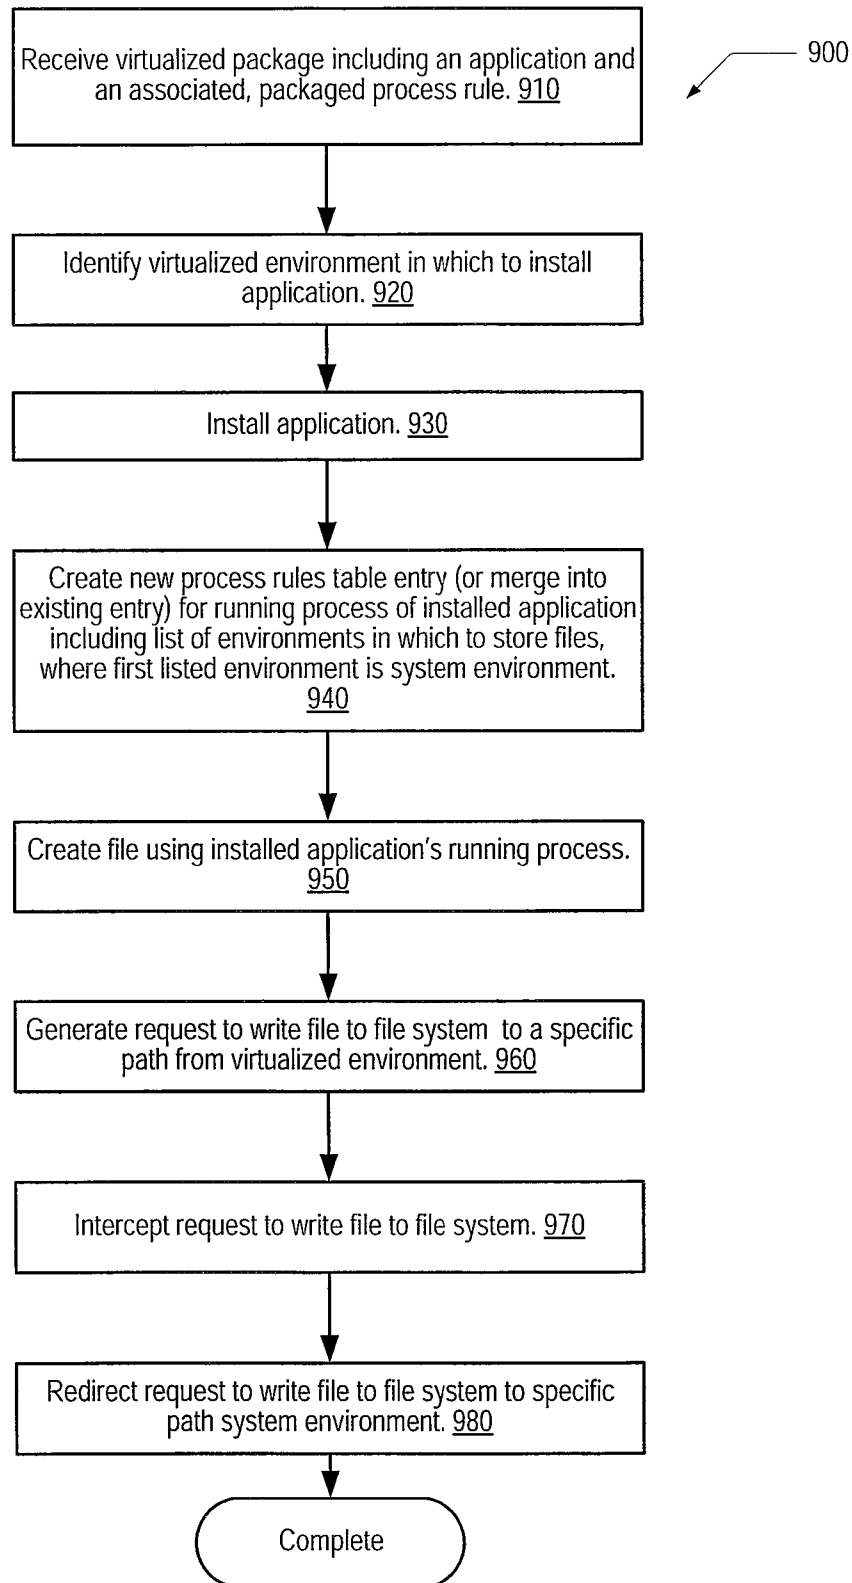 Receive virtualized package including an application and
an associated, packaged process rule. 910
900
Identify virtualized environment in which to install
application. 920
Install application. 930
Create new process rules table entry (or merge into
existing entry) for running process of installed application
including list of environments in which to store files,
where first listed environment is system environment.
940
Create file using installed application's running process.
950
Generate request to write file to file system to a specific
path from virtualized environment. 960
Intercept request to write file to file system. 970
Redirect request to write file to file system to specific
path system environment. 980
Complete